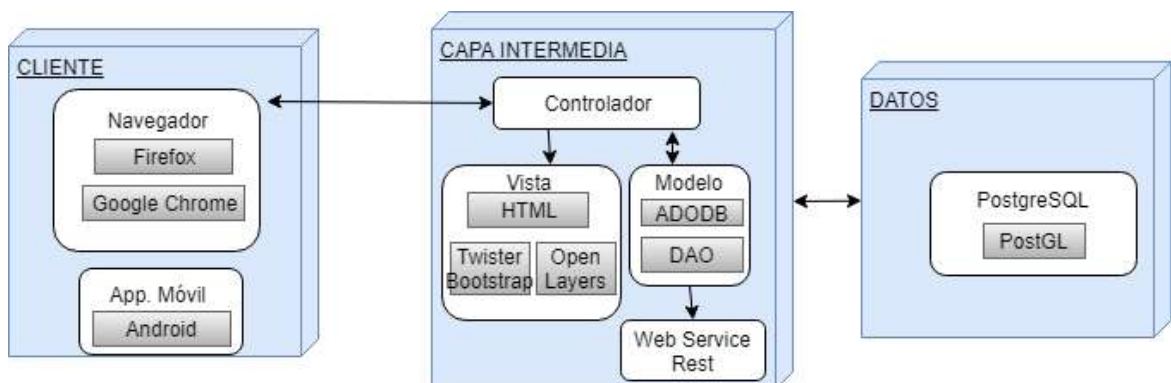 CLIENTE
Navegador
Firefox
Google Chrome
App. Móvil
Android
CAPA INTERMEDIA
Controlador
Vista
HTML
Twister
Bootstrap
Open
Layers
Modelo
ADODB
DAO
Web Service
Rest
DATOS
PostgreSQL
PostGL